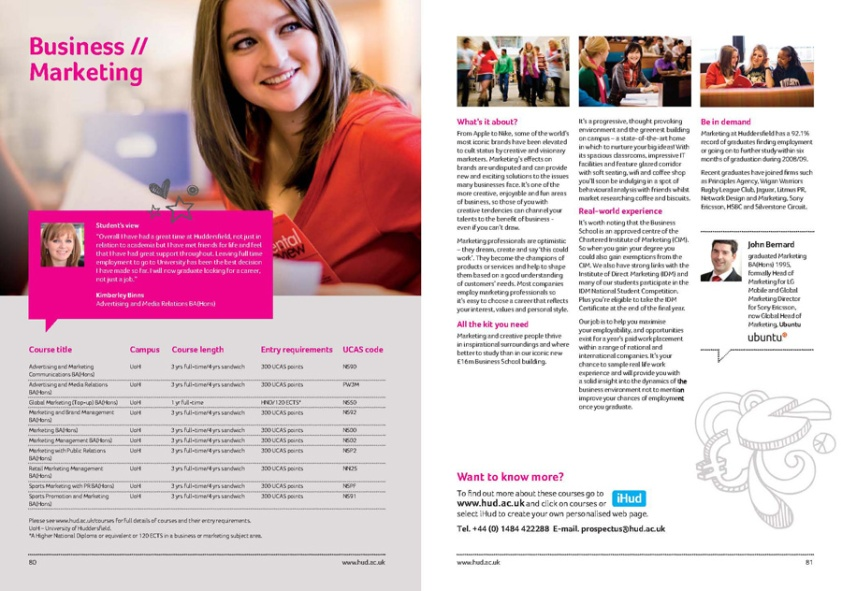 Business //
Marketing
Student's view
"Overall I have had a great time at Huddersfield, not just in
relation to academia but I have met friends for life and feel
that I have had great support throughout. Leaving full time
employment to go to University has been the best decision
I have made so far. I will now graduate looking for a career,
not just a job."
Kimberley Binns
Advertising and Media Relations BA(Hons)
Course title Campus Course length Entry requirements UCAS code
Advertising and Marketing UoH 3 yrs full-time/4 yrs sandwich 300 UCAS points
Communications BA(Hons)
Advertising and Media Relations UoH 3 yrs full-time/4 yrs sandwich 300 UCAS points
BA(Hons)
Global Marketing (Top-up) BA(Hons) UoH 1 yr full-time HND/120 ECTS*
Marketing and Brand Management UoH 3 yrs full-time/4 yrs sandwich 300 UCAS points N592
BA(Hons)
Marketing BA(Hons) UoH 3 yrs full-time/4 yrs sandwich 300 UCAS points N500
Marketing Management BA(Hons) UoH 3 yrs full-time/4 yrs sandwich 300 UCAS points N502
Marketing with Public Relations UoH 3 yrs full-time/4 yrs sandwich 300 UCAS points N5P2
BA(Hons)
Retail Marketing Management UoH 3 yrs full-time/4 yrs sandwich 300 UCAS points NN25
BA(Hons)
Sports Marketing with PR BA(Hons) UoH 3 yrs full-time/4 yrs sandwich 300 UCAS points N5PF
Sports Promotion and Marketing UoH 3 yrs full-time/4 yrs sandwich 300 UCAS points N591
BA(Hons)
Please see www.hud.ac.uk/courses for full details of courses and their entry requirements.
UoH – University of Huddersfield.
*A Higher National Diploma or equivalent or 120 ECTS in a business or marketing subject area.
80 www.hud.ac.uk
What's it about?
From Apple to Nike, some of the world's
most iconic brands have been elevated
to cult status by creative and visionary
marketers. Marketing's effects on
brands are undisputed and can provide
new and exciting solutions to the issues
many businesses face. It's one of the
more creative, enjoyable and fun areas
of business, so those of you with
creative tendencies can channel your
talents to the benefit of business -
even if you can't draw.
Marketing professionals are optimistic
– they dream, create and say 'this could
work'. They become the champions of
products or services and help to shape
them based on a good understanding
of customers' needs. Most companies
employ marketing professionals so
it's easy to choose a career that reflects
your interest, values and personal style.
All the kit you need
Marketing and creative people thrive
in inspirational surroundings and where
better to study than in our iconic new
£16m Business School building.
It's a progressive, thought provoking
environment and the greenest building
on campus – a state-of-the-art home
in which to nurture your big ideas! With
its spacious classrooms, impressive IT
facilities and feature glazed corridor
with soft seating, wifi and coffee shop
you'll soon be indulging in a spot of
behavioural analysis with friends whilst
market researching coffee and biscuits.
Real-world experience
It's worth noting that the Business
School is an approved centre of the
Chartered Institute of Marketing (CIM).
So when you gain your degree you
could also gain exemptions from the
CIM. We also have strong links with the
Institute of Direct Marketing (IDM) and
many of our students participate in the
IDM National Student Competition.
Plus you're eligible to take the IDM
Certificate at the end of the final year.
Our job is to help you maximise
your employability, and opportunities
exist for a year's paid work placement
within a range of national and
international companies. It's your
chance to sample real life work
experience and will provide you with
a solid insight into the dynamics of the
business environment not to mention
improve your chances of employment
once you graduate.
Be in demand
Marketing at Huddersfield has a 92.1%
record of graduates finding employment
or going on to further study within six
months of graduation during 2008/09.
Recent graduates have joined firms such
as Principles Agency, Wigan Warriors
Rugby League Club, Jaguar, Litmus PR,
Network Design and Marketing, Sony
Ericsson, HSBC and Silverstone Circuit.
John Bernard
graduated Marketing
BA(Hons) 1995,
formally Head of
Marketing for LG
Mobile and Global
Marketing Director
for Sony Ericsson,
now Global Head of
Marketing, Ubuntu
ubuntu
Want to know more?
To find out more about these courses go to
www.hud.ac.uk and click on courses or iHud
select iHud to create your own personalised web page.
Tel. +44 (0) 1484 422288 E-mail. prospectus@hud.ac.uk
www.hud.ac.uk 81